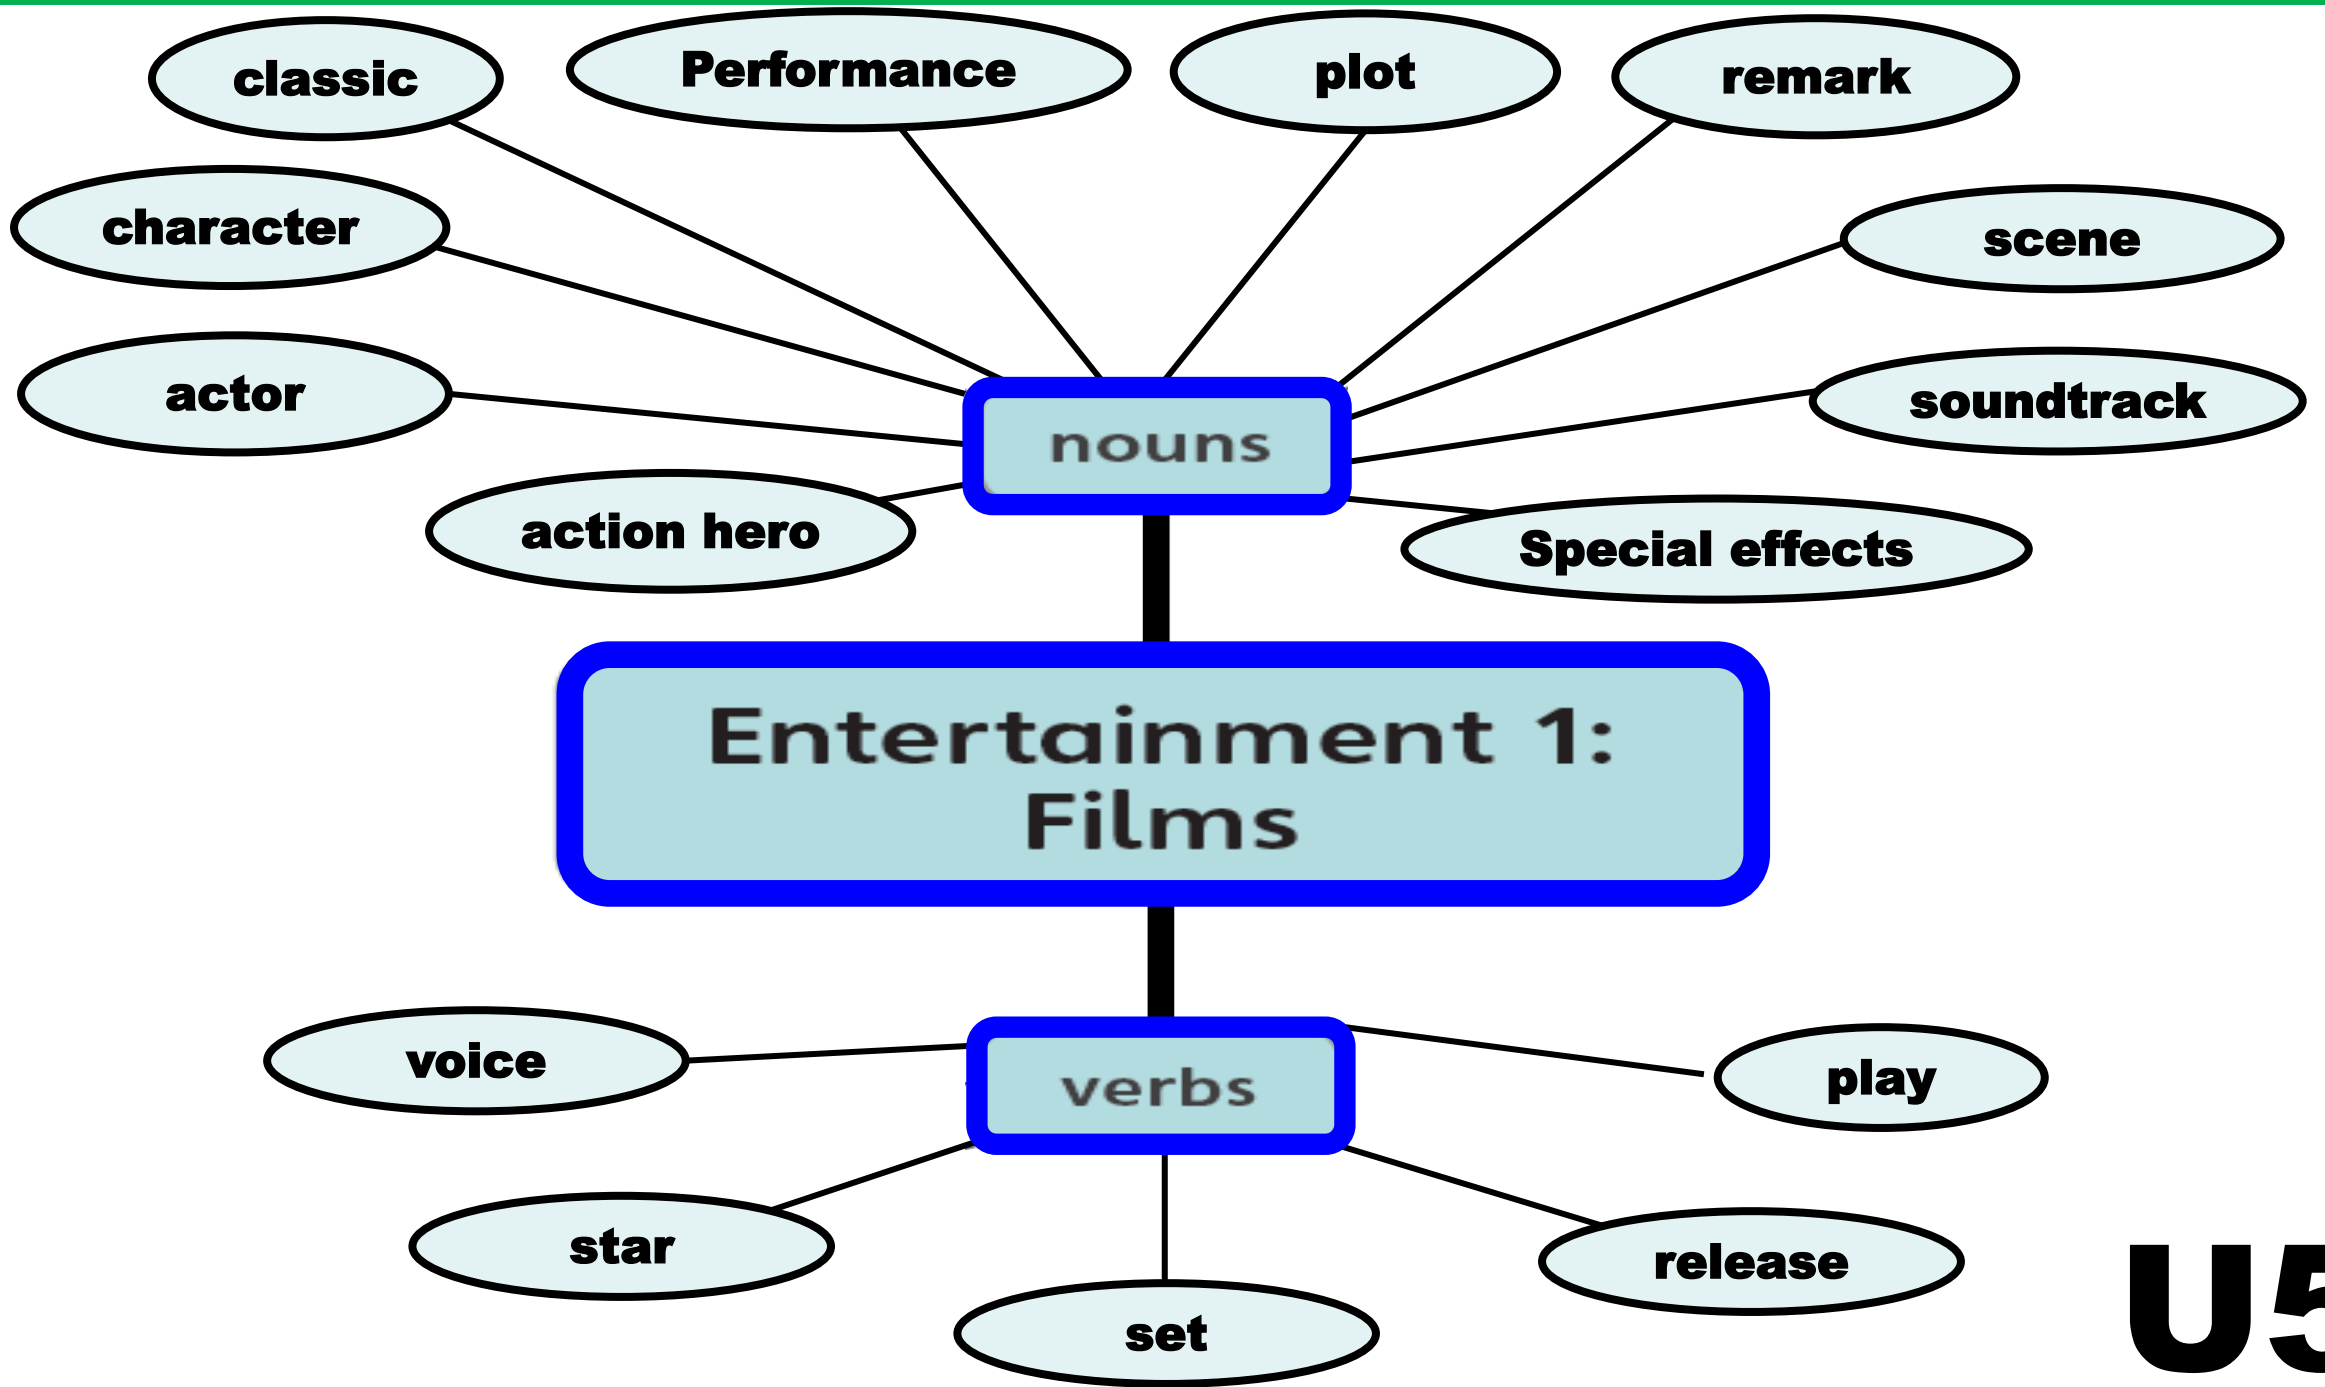 classic
Performance
plot
remark
character
scene
actor
soundtrack
nouns
action hero
Special effects
Entertainment 1:
Films
voice
verbs
play
star
release
set
U5